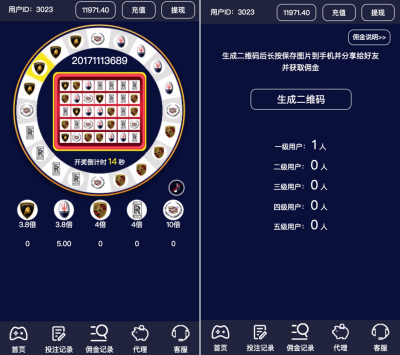 用户ID: 3023
11971.40
充值
提现
20171113689
开奖倒计时 14 秒
3.8倍
3.8倍
4倍
4倍
10倍
0
5.00
0
0
0
首页
投注记录
佣金记录
代理
客服
用户ID: 3023
11971.40
充值
提现
佣金说明>>
生成二维码后长按保存图片到手机并分享给好友
并获取佣金
生成二维码
一级用户: 1 人
二级用户: 0 人
三级用户: 0 人
四级用户: 0 人
五级用户: 0 人
首页
投注记录
佣金记录
代理
客服